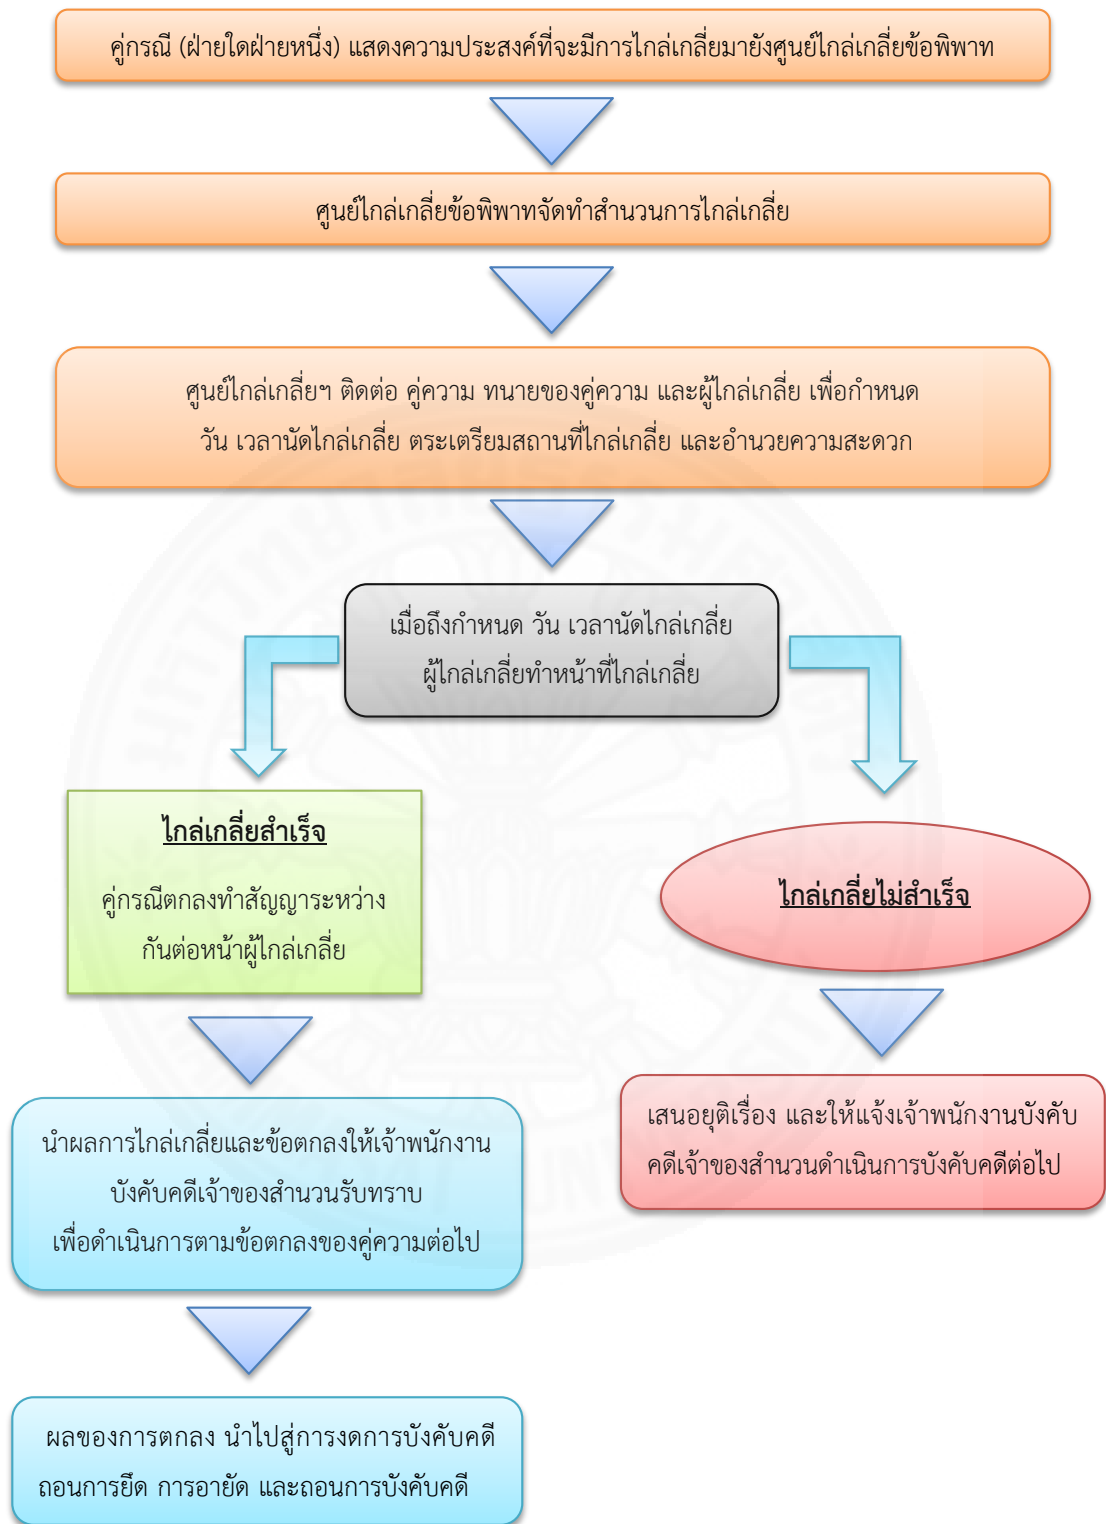 คู่กรณี (ฝ่ายใดฝ่ายหนึ่ง) แสดงความประสงค์ที่จะมีการไกล่เกลี่ยมายังศูนย์ไกล่เกลี่ยข้อพิพาท
ศูนย์ไกล่เกลี่ยข้อพิพาทจัดทำสำนวนการไกล่เกลี่ย
ศูนย์ไกล่เกลี่ยฯ ติดต่อ คู่ความ ทนายของคู่ความ และผู้ไกล่เกลี่ย เพื่อกำหนด
วัน เวลานัดไกล่เกลี่ย ตระเตรียมสถานที่ไกล่เกลี่ย และอำนวยความสะดวก
เมื่อถึงกำหนด วัน เวลานัดไกล่เกลี่ย
ผู้ไกล่เกลี่ยทำหน้าที่ไกล่เกลี่ย
ไกล่เกลี่ยสำเร็จ
คู่กรณีตกลงทำสัญญาระหว่าง
กันต่อหน้าผู้ไกล่เกลี่ย
ไกล่เกลี่ยไม่สำเร็จ
นำผลการไกล่เกลี่ยและข้อตกลงให้เจ้าพนักงาน
บังคับคดีเจ้าของสำนวนรับทราบ
เพื่อดำเนินการตามข้อตกลงของคู่ความต่อไป
เสนอยุติเรื่อง และให้แจ้งเจ้าพนักงานบังคับ
คดีเจ้าของสำนวนดำเนินการบังคับคดีต่อไป
ผลของการตกลง นำไปสู่การงดการบังคับคดี
ถอนการยึด การอายัด และถอนการบังคับคดี